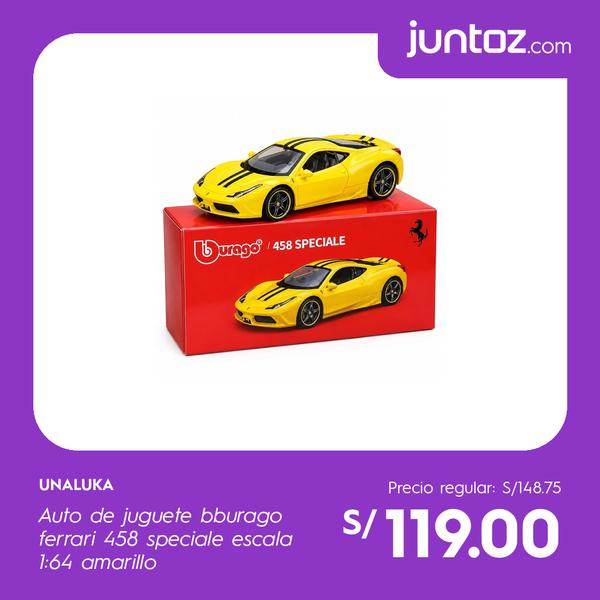 juntoz.com
Burago / 458 SPECIALE
UNALUKA
Auto de juguete bburago
ferrari 458 speciale escala
1:64 amarillo
Precio regular: S/148.75
S/119.00